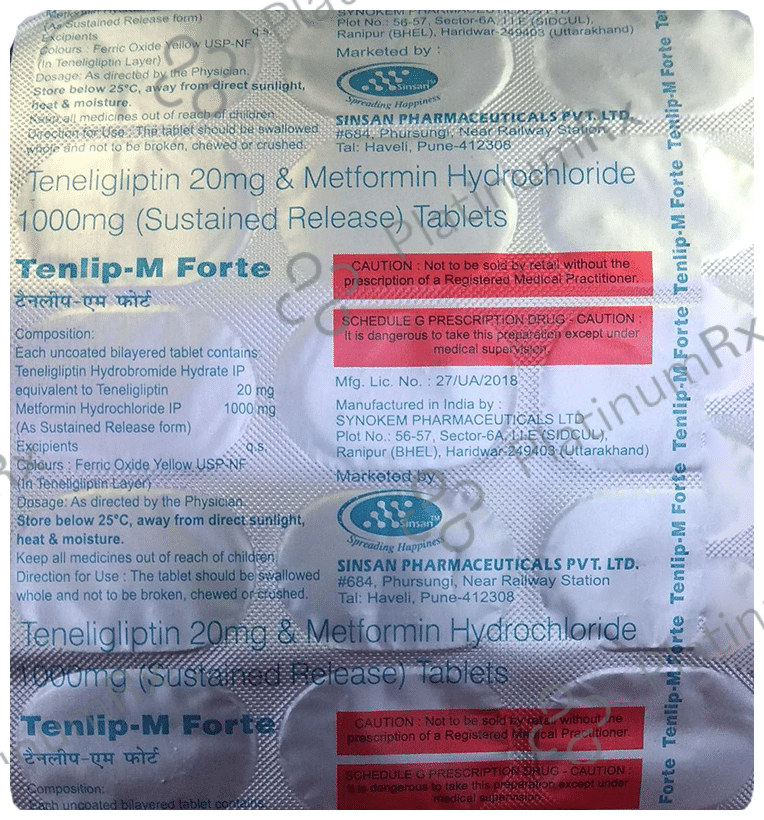 (As Sustained Release form)
Excipients q.s.
Colours : Ferric Oxide Yellow USP-NF
(In Teneligliptin Layer)
Dosage: As directed by the Physician.
Store below 25°C, away from direct sunlight,
heat & moisture.
Keep all medicines out of reach of children.
Direction for Use : The tablet should be swallowed
whole and not to be broken, chewed or crushed.
SYNOKEM PHARMACEUTICALS LTD
Plot No.: 56-57, Sector-6A, I.I.E (SIDCUL),
Ranipur (BHEL), Haridwar-249403 (Uttarakhand)
Marketed by :
Sinsan™
Spreading Happiness
SINSAN PHARMACEUTICALS PVT. LTD.
#684, Phursungi, Near Railway Station
Tal: Haveli, Pune-412308
Teneligliptin 20mg & Metformin Hydrochloride
1000mg (Sustained Release) Tablets
Tenlip-M Forte
टैनलीप-एम फोर्ट
CAUTION : Not to be sold by retail without the
prescription of a Registered Medical Practitioner.
SCHEDULE G PRESCRIPTION DRUG - CAUTION :
It is dangerous to take this preparation except under
medical supervision.
Composition:
Each uncoated bilayered tablet contains:
Teneligliptin Hydrobromide Hydrate IP
equivalent to Teneligliptin 20 mg
Metformin Hydrochloride IP 1000 mg
(As Sustained Release form)
Excipients q.s.
Colours : Ferric Oxide Yellow USP-NF
(In Teneligliptin Layer)
Dosage: As directed by the Physician.
Store below 25°C, away from direct sunlight,
heat & moisture.
Keep all medicines out of reach of children.
Direction for Use : The tablet should be swallowed
whole and not to be broken, chewed or crushed.
Mfg. Lic. No. : 27/UA/2018
Manufactured in India by :
SYNOKEM PHARMACEUTICALS LTD
Plot No.: 56-57, Sector-6A, I.I.E (SIDCUL),
Ranipur (BHEL), Haridwar-249403 (Uttarakhand)
Marketed by
Sinsan™
Spreading Happiness
SINSAN PHARMACEUTICALS PVT. LTD.
#684, Phursungi, Near Railway Station
Tal: Haveli, Pune-412308
Teneligliptin 20mg & Metformin Hydrochloride
1000mg (Sustained Release) Tablets
Tenlip-M Forte
टैनलीप-एम फोर्ट
CAUTION : Not to be sold by retail without the
prescription of a Registered Medical Practitioner.
SCHEDULE G PRESCRIPTION DRUG - CAUTION :
It is dangerous to take this preparation except under
medical supervision.
Composition:
Each uncoated bilayered tablet contains:
Forte Tenlip-M Forte Tenlip-M Forte Tenlip-M Forte Tenlip-M Forte Tenlip-M Forte
PlatinumRx
PlatinumRx